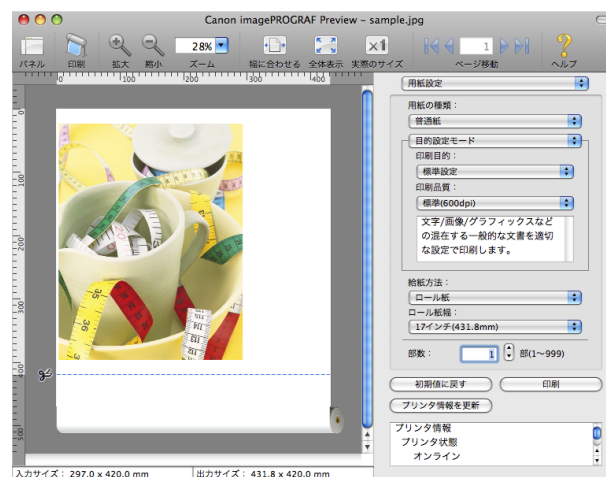 Canon imagePROGRAF Preview – sample.jpg
28%
1
パネル 印刷 拡大 縮小 ズーム 幅に合わせる 全体表示 実際のサイズ ページ移動 ヘルプ
0 100 200 300 400
0
100
200
300
400
500
用紙設定
用紙の種類：
普通紙
目的設定モード
印刷目的：
標準設定
印刷品質：
標準(600dpi)
文字/画像/グラフィックスなど
の混在する一般的な文書を適切
な設定で印刷します。
給紙方法：
ロール紙
ロール紙幅：
17インチ(431.8mm)
部数： 1 部(1〜999)
初期値に戻す 印刷
プリンタ情報を更新
プリンタ情報
プリンタ状態
オンライン
入力サイズ： 297.0 x 420.0 mm 出力サイズ： 431.8 x 420.0 mm